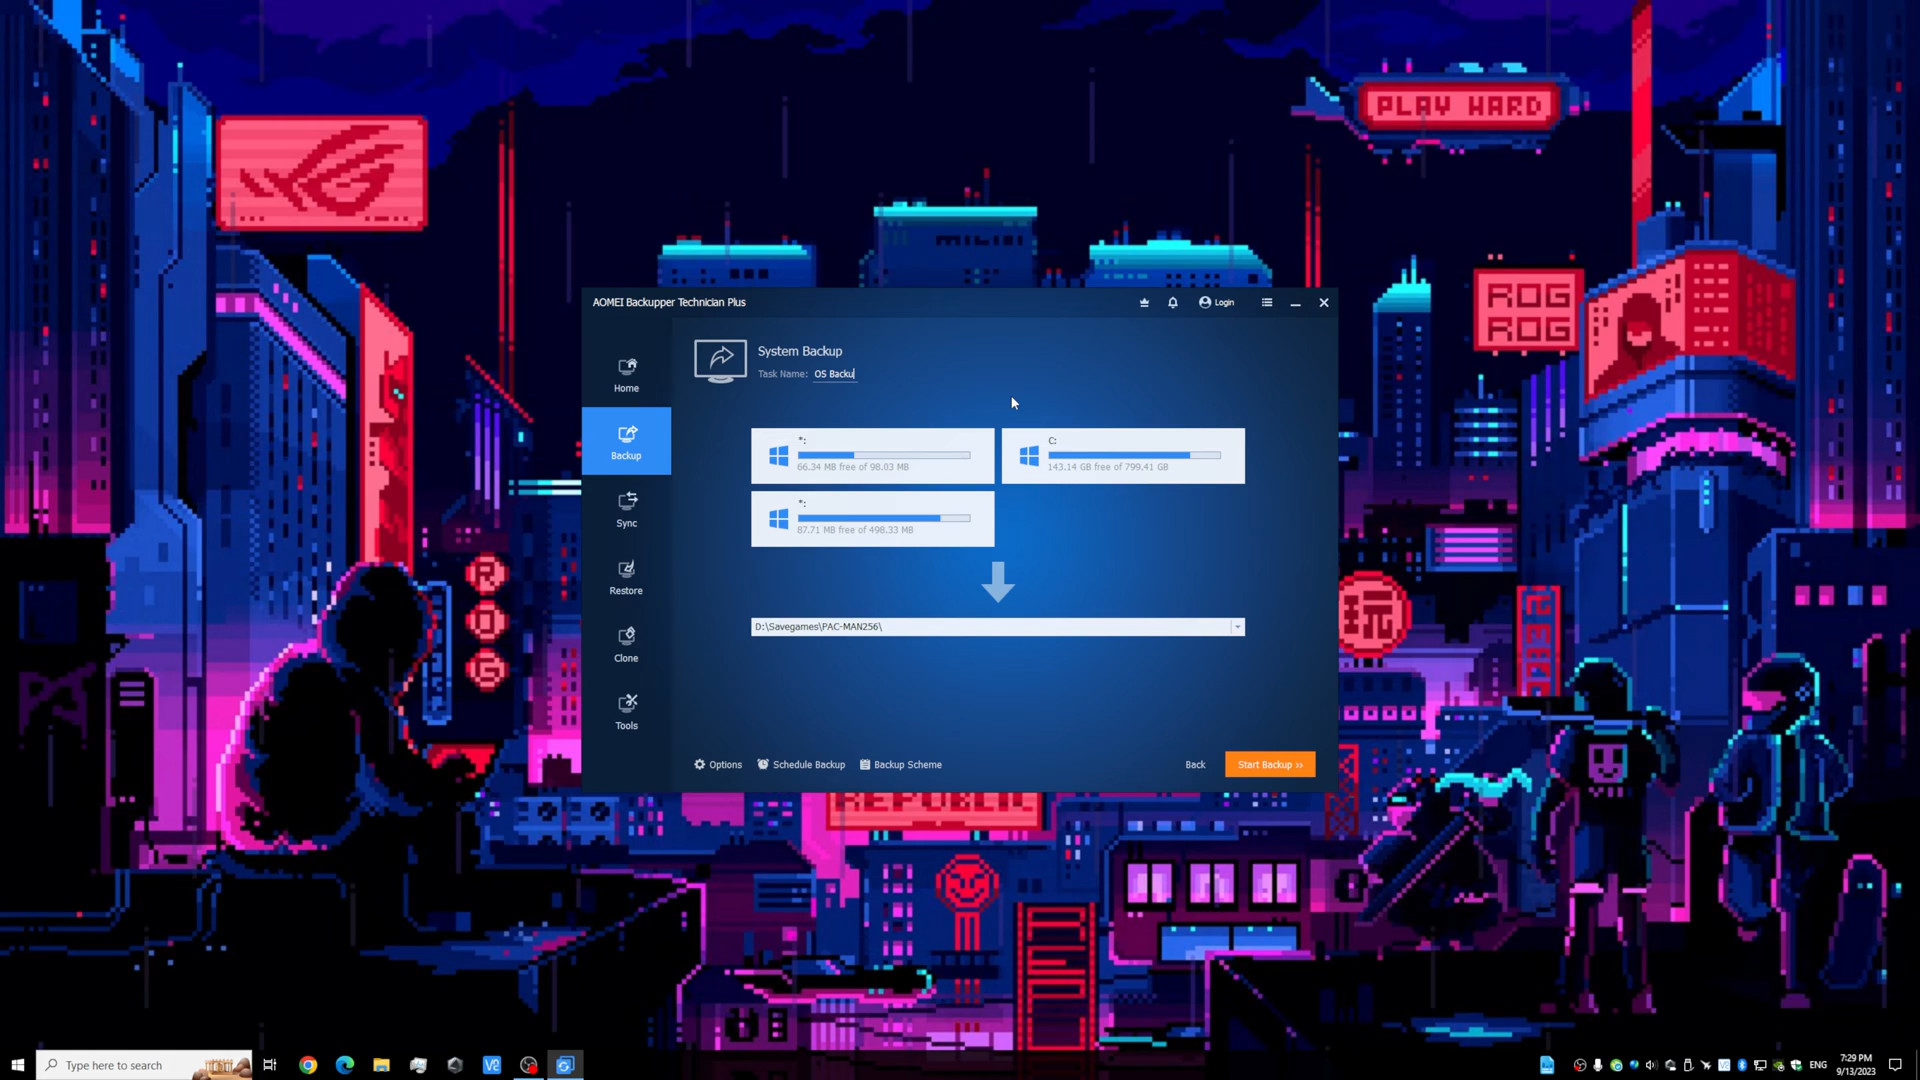 PLAY HARD
ROG
ROG
R
O
G
玩
AOMEI Backupper Technician Plus
Login
System Backup
Task Name: OS Backu
Home
Backup
Sync
Restore
Clone
Tools
*:
66.34 MB free of 98.03 MB
C:
143.14 GB free of 799.41 GB
*:
87.71 MB free of 498.33 MB
D:\Savegames\PAC-MAN256\
Options
Schedule Backup
Backup Scheme
Back
Start Backup >>
REPUBLIC
Type here to search
ENG
7:29 PM
9/13/2023